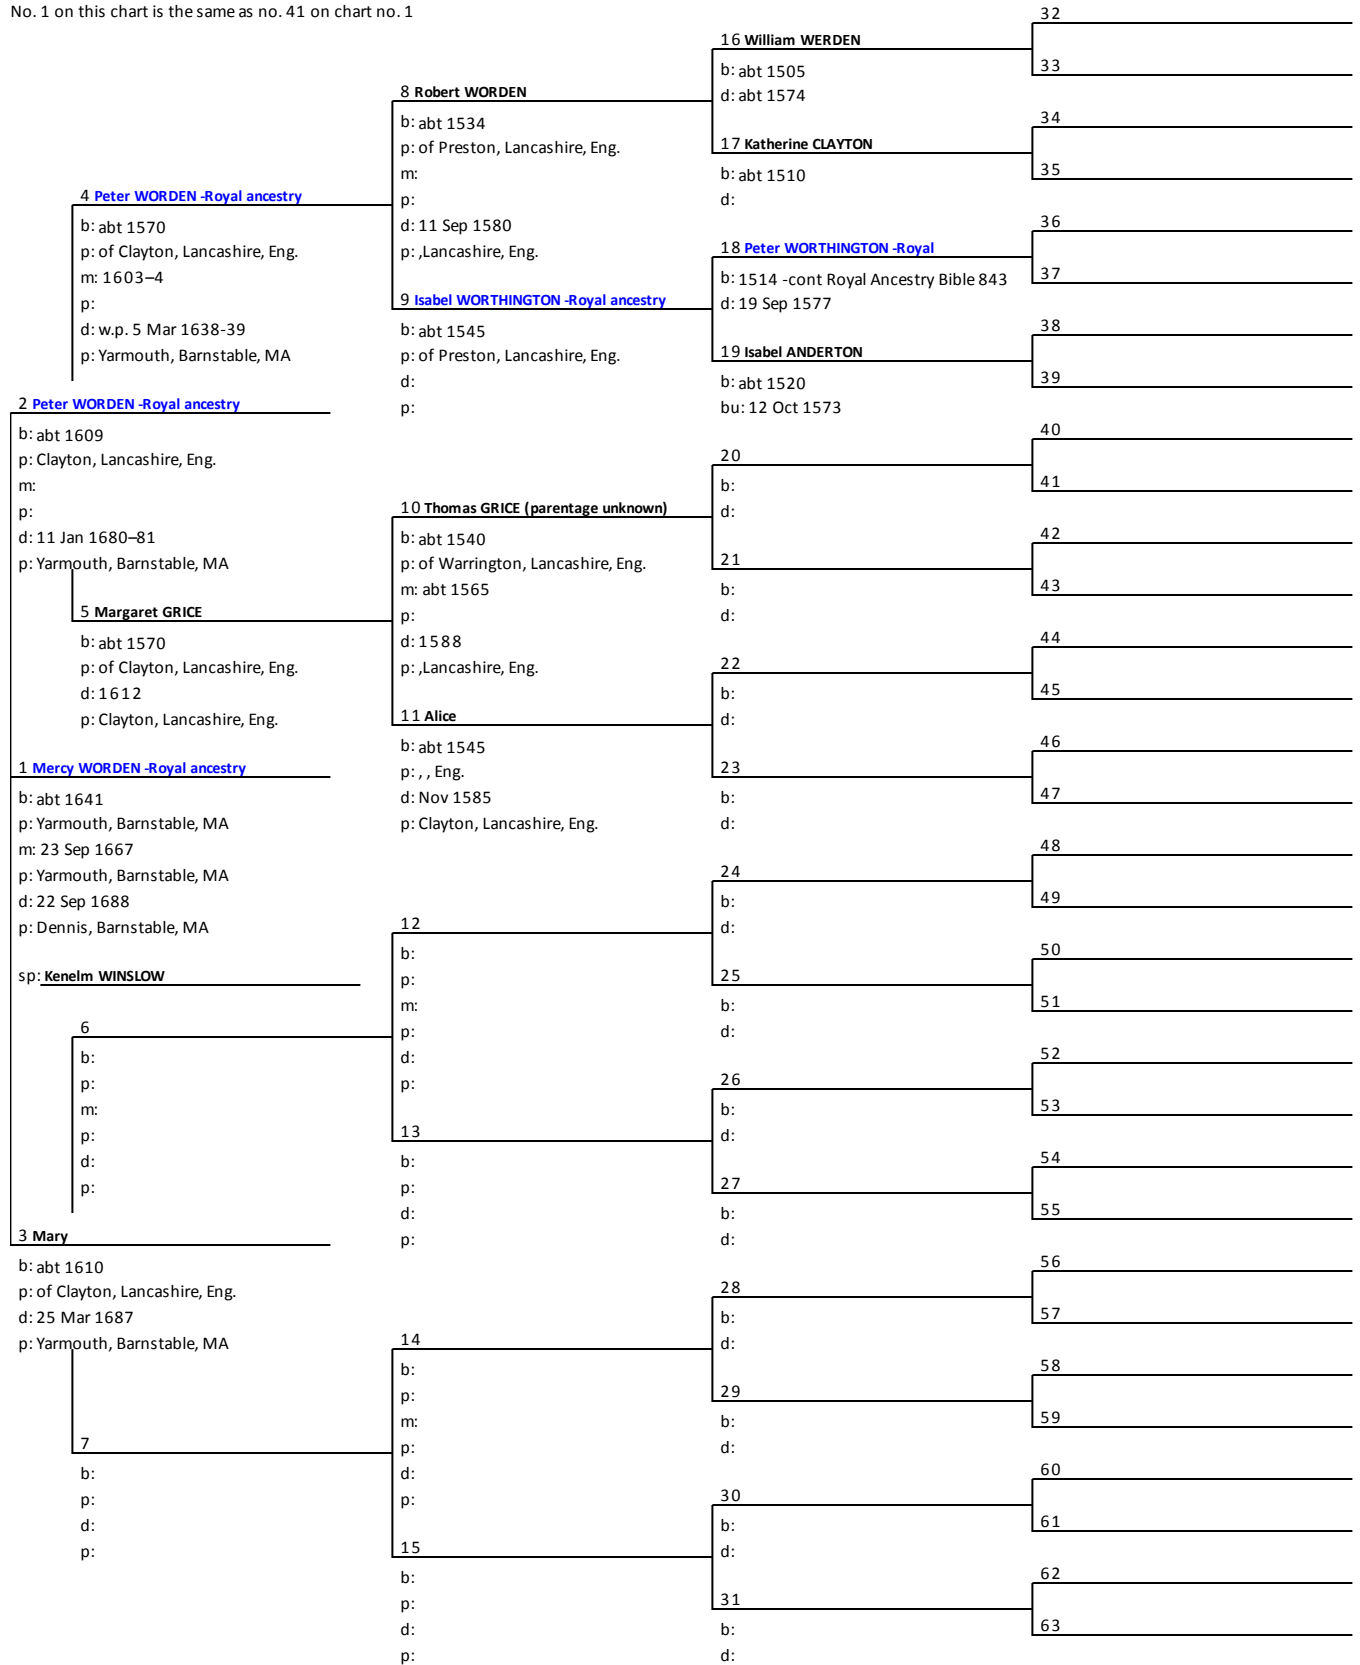 No. 1 on this chart is the same as no. 41 on chart no. 1
1 Mercy WORDEN -Royal ancestry
b: abt 1641
p: Yarmouth, Barnstable, MA
m: 23 Sep 1667
p: Yarmouth, Barnstable, MA
d: 22 Sep 1688
p: Dennis, Barnstable, MA
sp: Kenelm WINSLOW
2 Peter WORDEN -Royal ancestry
b: abt 1609
p: Clayton, Lancashire, Eng.
m:
p:
d: 11 Jan 1680–81
p: Yarmouth, Barnstable, MA
3 Mary
b: abt 1610
p: of Clayton, Lancashire, Eng.
d: 25 Mar 1687
p: Yarmouth, Barnstable, MA
4 Peter WORDEN -Royal ancestry
b: abt 1570
p: of Clayton, Lancashire, Eng.
m: 1603–4
p:
d: w.p. 5 Mar 1638-39
p: Yarmouth, Barnstable, MA
5 Margaret GRICE
b: abt 1570
p: of Clayton, Lancashire, Eng.
d: 1612
p: Clayton, Lancashire, Eng.
6
b:
p:
m:
p:
d:
p:
7
b:
p:
d:
p:
8 Robert WORDEN
b: abt 1534
p: of Preston, Lancashire, Eng.
m:
p:
d: 11 Sep 1580
p: ,Lancashire, Eng.
9 Isabel WORTHINGTON -Royal ancestry
b: abt 1545
p: of Preston, Lancashire, Eng.
d:
p:
10 Thomas GRICE (parentage unknown)
b: abt 1540
p: of Warrington, Lancashire, Eng.
m: abt 1565
p:
d: 1588
p: ,Lancashire, Eng.
11 Alice
b: abt 1545
p: , , Eng.
d: Nov 1585
p: Clayton, Lancashire, Eng.
12
b:
p:
m:
p:
d:
p:
13
b:
p:
d:
p:
14
b:
p:
m:
p:
d:
p:
15
b:
p:
d:
p:
16 William WERDEN
b: abt 1505
d: abt 1574
17 Katherine CLAYTON
b: abt 1510
d:
18 Peter WORTHINGTON -Royal
b: 1514 -cont Royal Ancestry Bible 843
d: 19 Sep 1577
19 Isabel ANDERTON
b: abt 1520
bu: 12 Oct 1573
20
b:
d:
21
b:
d:
22
b:
d:
23
b:
d:
24
b:
d:
25
b:
d:
26
b:
d:
27
b:
d:
28
b:
d:
29
b:
d:
30
b:
d:
31
b:
d:
32
33
34
35
36
37
38
39
40
41
42
43
44
45
46
47
48
49
50
51
52
53
54
55
56
57
58
59
60
61
62
63